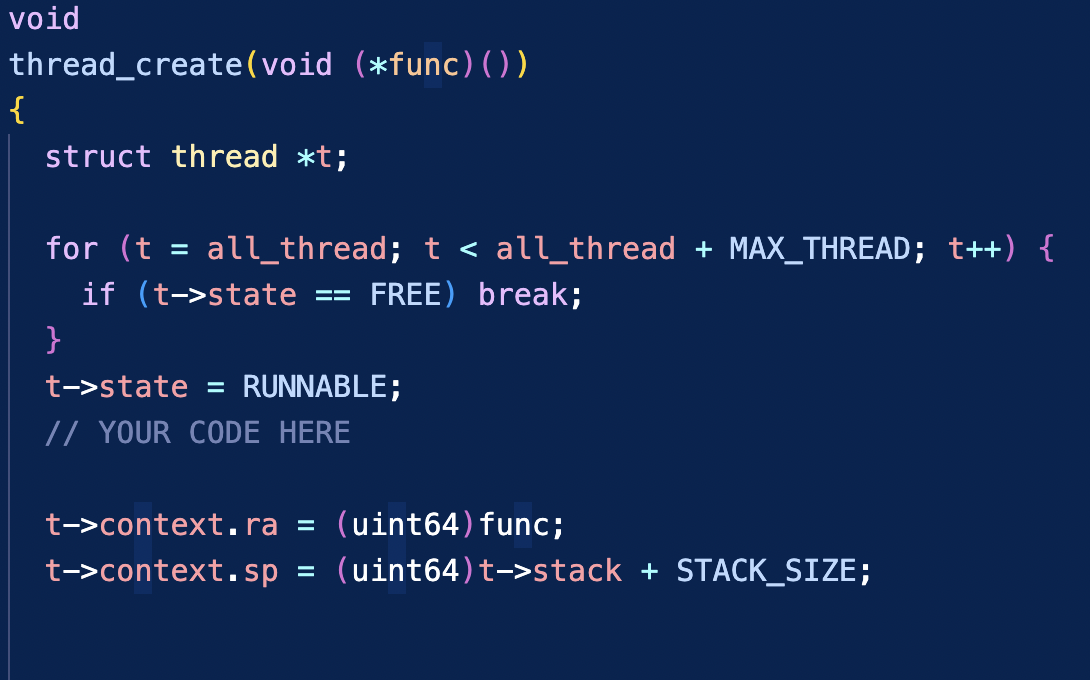 void
thread_create(void (*func)())
{
  struct thread *t;

  for (t = all_thread; t < all_thread + MAX_THREAD; t++) {
    if (t->state == FREE) break;
  }
  t->state = RUNNABLE;
  // YOUR CODE HERE

  t->context.ra = (uint64)func;
  t->context.sp = (uint64)t->stack + STACK_SIZE;